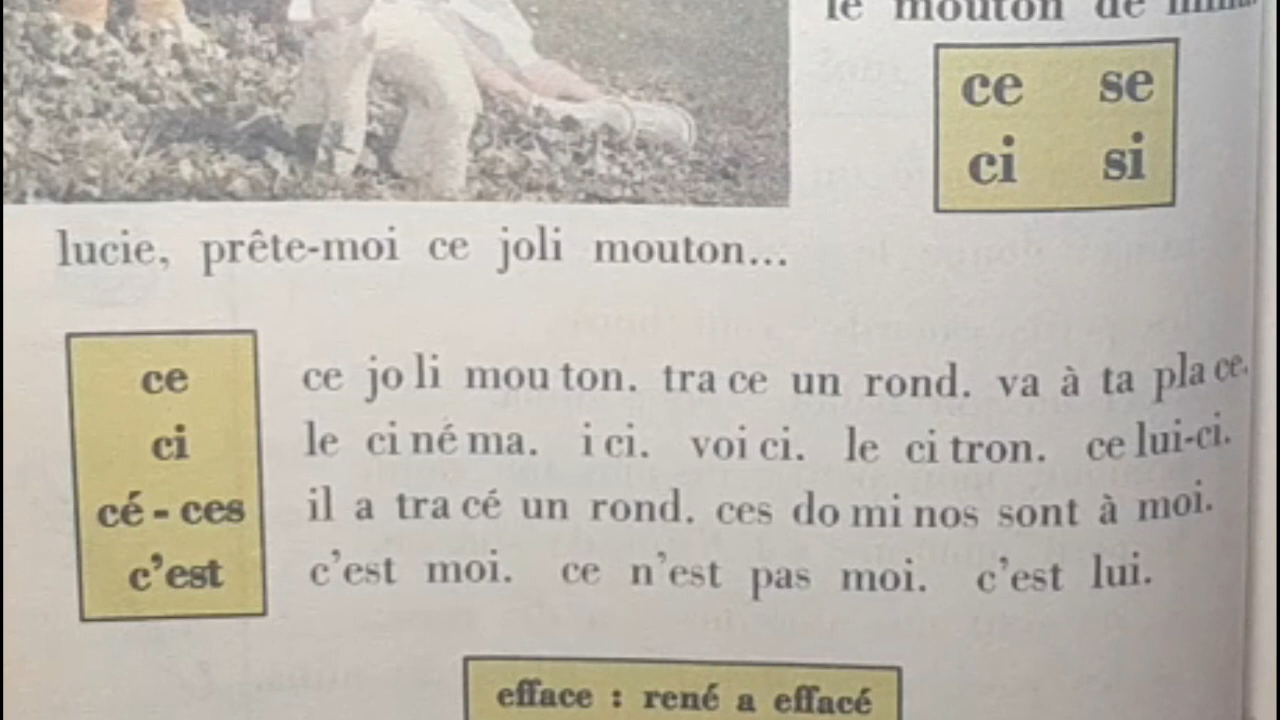 le mouton de
ce se
ci si
lucie, prête-moi ce joli mouton...
ce
ci
cé - ces
c'est
ce jo li mou ton. tra ce un rond. va à ta pla ce.
le ci né ma. i ci. voi ci. le ci tron. ce lui-ci.
il a tra cé un rond. ces do mi nos sont à moi.
c'est moi. ce n'est pas moi. c'est lui.
efface : rené a effacé